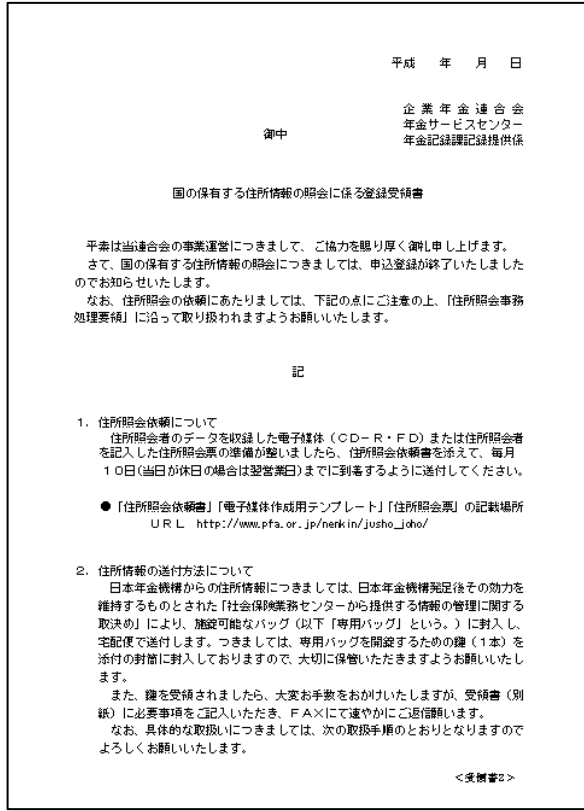 平成　　年　　月　　日
企 業 年 金 連 合 会
年金サービスセンター
年金記録課記録提供係
御中
国の保有する住所情報の照会に係る登録受領書
平素は当連合会の事業運営につきまして、ご協力を賜り厚く御礼申し上げます。
さて、国の保有する住所情報の照会につきましては、申込登録が終了いたしました
のでお知らせいたします。
なお、住所照会の依頼にあたりましては、下記の点にご注意の上、「住所照会事務
処理要領」に沿って取り扱われますようお願いいたします。
記
１．住所照会依頼について
住所照会者のデータを収録した電子媒体（ＣＤ－Ｒ・ＦＤ）または住所照会者
を記入した住所照会票の準備が整いましたら、住所照会依頼書を添えて、毎月
１０日(当日が休日の場合は翌営業日)までに到着するように送付してください。
●「住所照会依頼書」「電子媒体作成用テンプレート」「住所照会票」の記載場所
ＵＲＬ　http://www.pfa.or.jp/nenkin/jusho_joho/
２．住所情報の送付方法について
日本年金機構からの住所情報につきましては、日本年金機構発足後その効力を
維持するものとされた「社会保険業務センターから提供する情報の管理に関する
取決め」により、施錠可能なバッグ（以下「専用バッグ」という。）に封入し、
宅配便で送付します。つきましては、専用バッグを開錠するための鍵（１本）を
添付の封筒に封入しておりますので、大切に保管いただきますようお願いいたし
ます。
また、鍵を受領されましたら、大変お手数をおかけいたしますが、受領書（別
紙）に必要事項をご記入いただき、ＦＡＸにて速やかにご返信願います。
なお、具体的な取扱いにつきましては、次の取扱手順のとおりとなりますので
よろしくお願いいたします。
＜受領書2＞